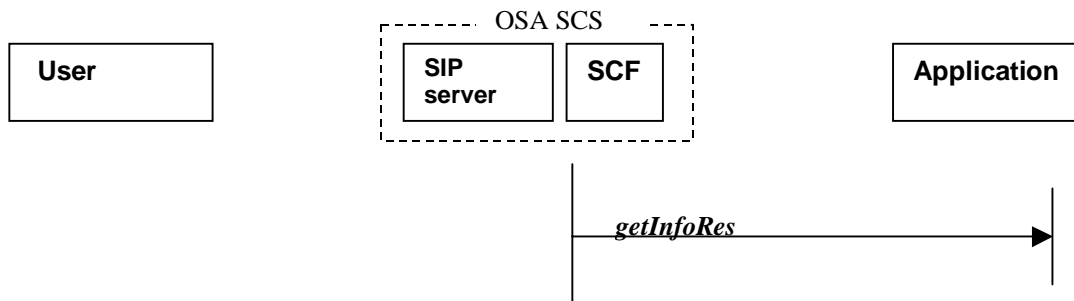 OSA SCS
User
SIP
server
SCF
Application
getInfoRes